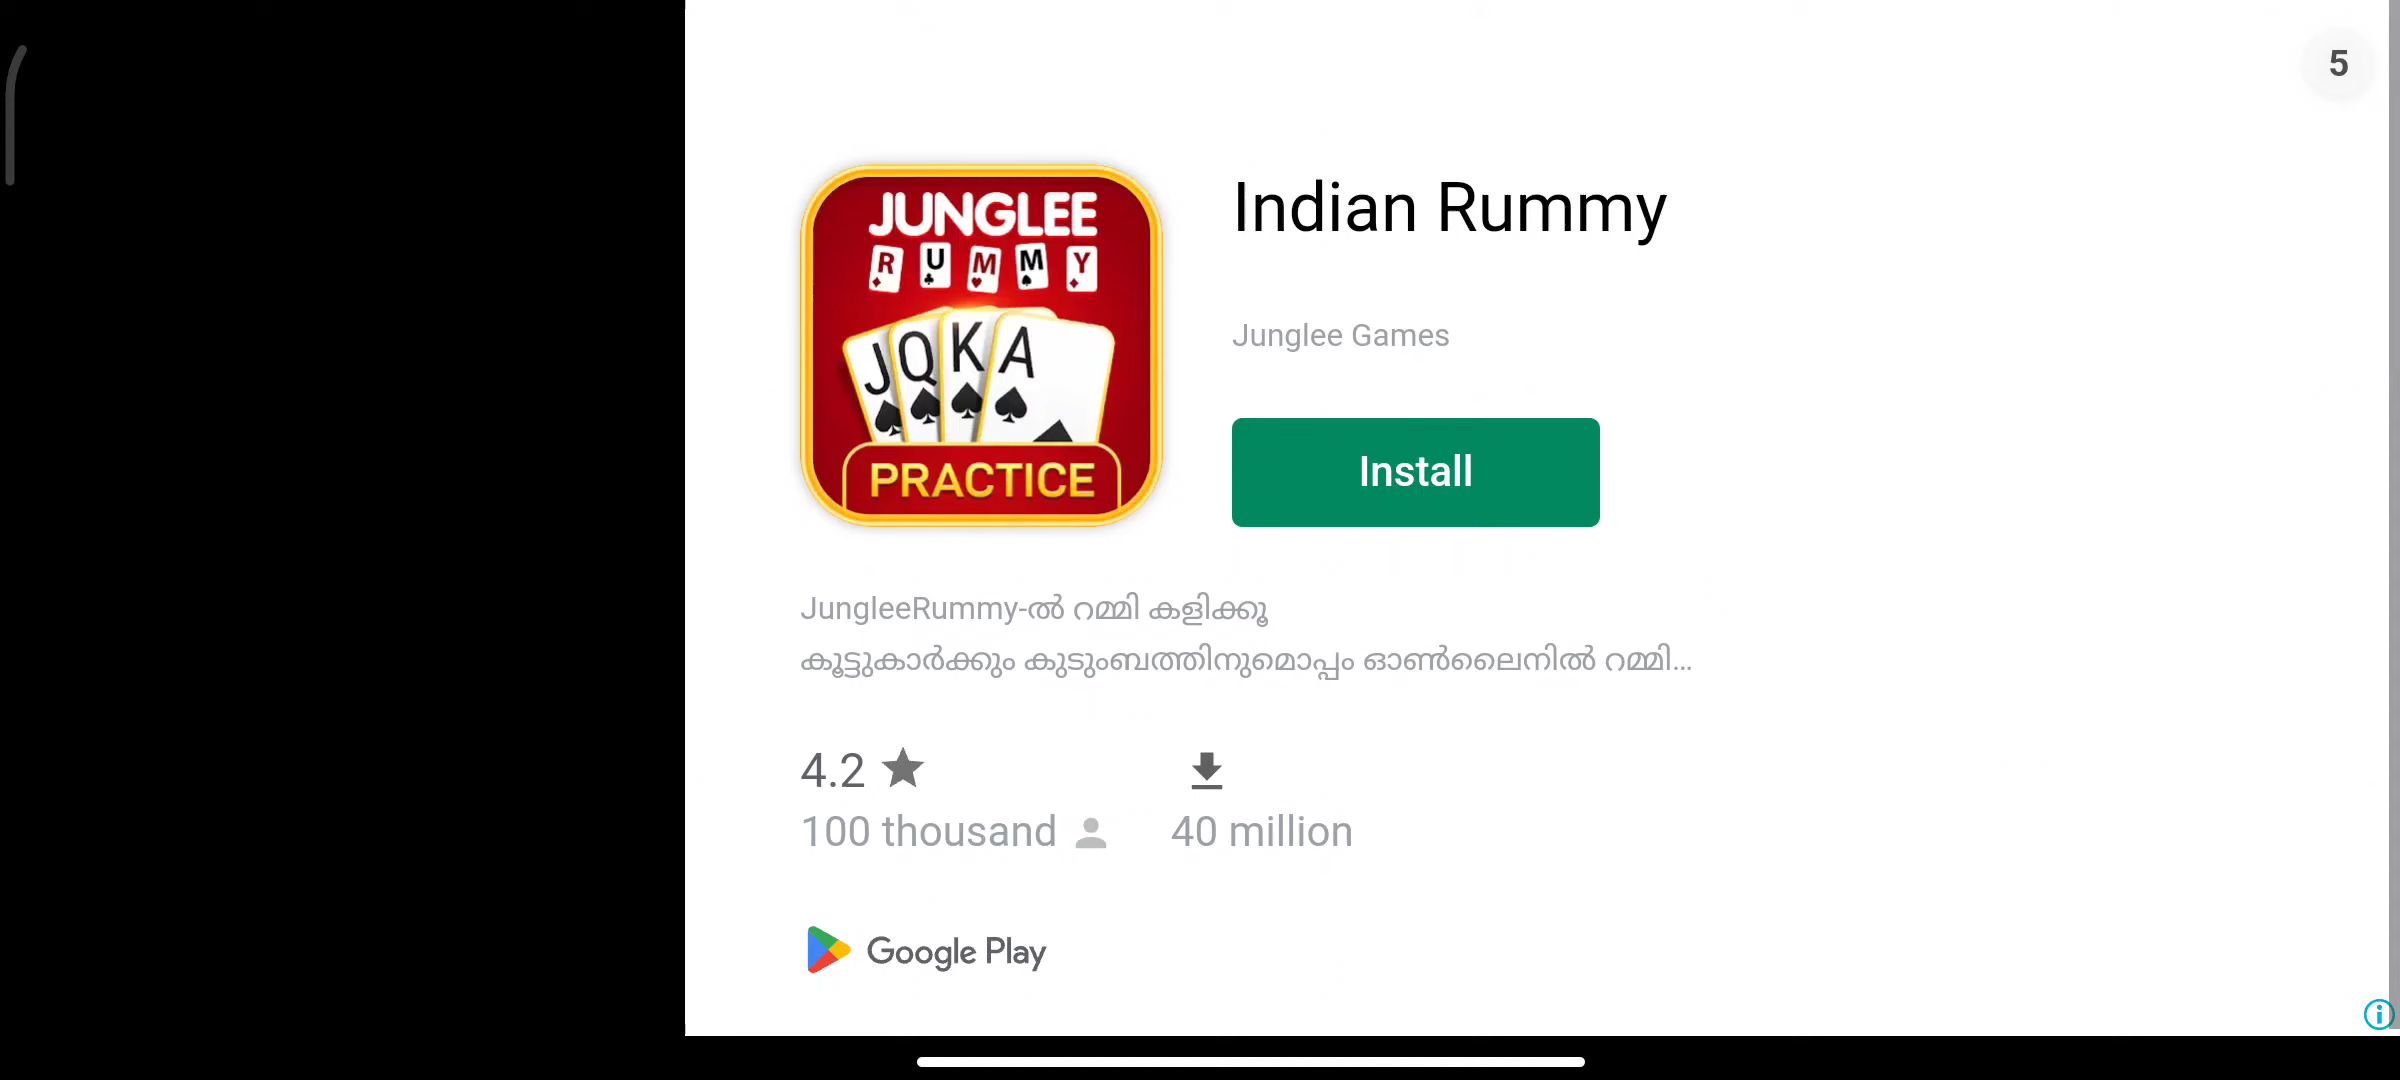 5
JUNGLEE
RUMMY
J Q K A
PRACTICE
Indian Rummy
Junglee Games
Install
JungleeRummy-ൽ റമ്മി കളിക്കൂ
കൂട്ടുകാർക്കും കുടുംബത്തിനുമൊപ്പം ഓൺലൈനിൽ റമ്മി...
4.2
100 thousand
40 million
Google Play